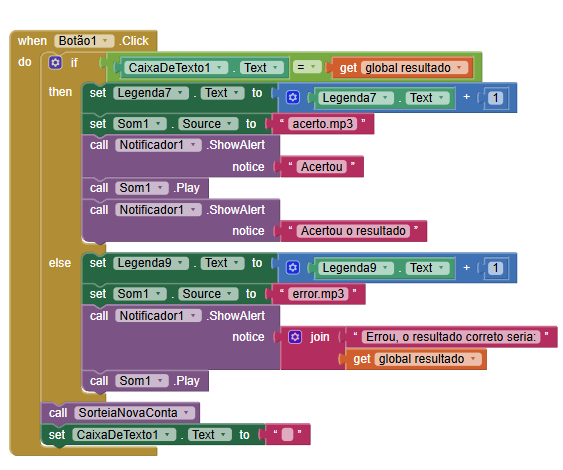 when Botão1 .Click
do if CaixaDeTexto1 . Text = get global resultado
then set Legenda7 . Text to Legenda7 . Text + 1
set Som1 . Source to " acerto.mp3 "
call Notificador1 .ShowAlert
notice " Acertou "
call Som1 .Play
call Notificador1 .ShowAlert
notice " Acertou o resultado "
else set Legenda9 . Text to Legenda9 . Text + 1
set Som1 . Source to " error.mp3 "
call Notificador1 .ShowAlert
notice join " Errou, o resultado correto seria: "
get global resultado
call Som1 .Play
call SorteiaNovaConta
set CaixaDeTexto1 . Text to " "